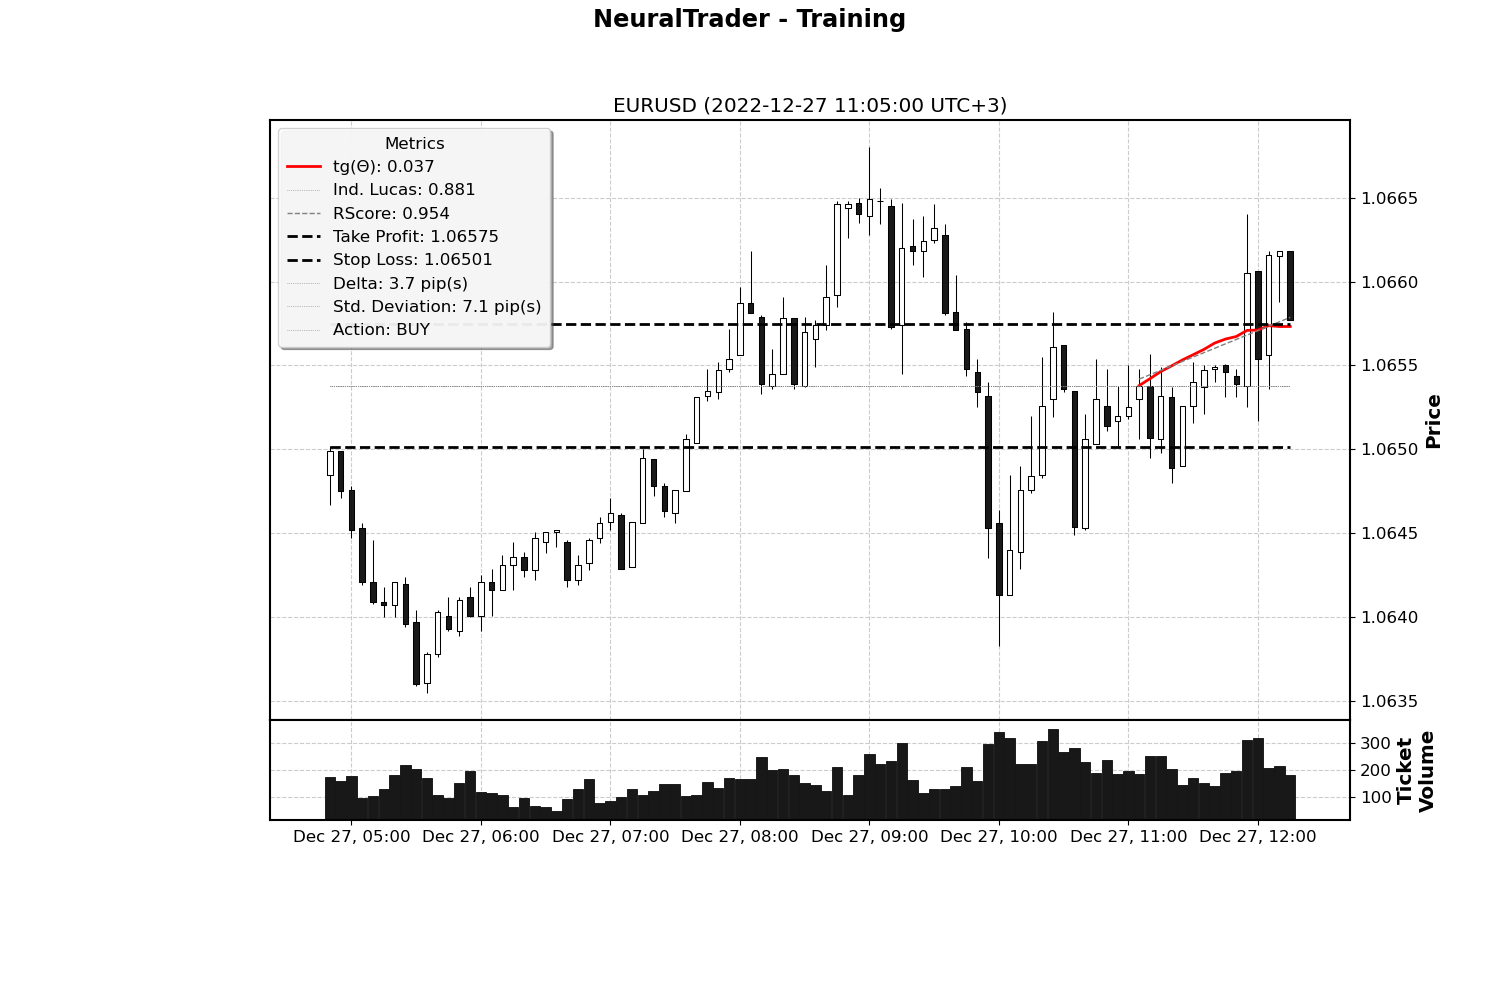 NeuralTrader - Training
EURUSD (2022-12-27 11:05:00 UTC+3)
Metrics
tg(Θ): 0.037
Ind. Lucas: 0.881
RScore: 0.954
Take Profit: 1.06575
Stop Loss: 1.06501
Delta: 3.7 pip(s)
Std. Deviation: 7.1 pip(s)
Action: BUY
1.0665
1.0660
1.0655
1.0650
1.0645
1.0640
1.0635
Price
300
200
100
Ticket
Volume
Dec 27, 05:00 Dec 27, 06:00 Dec 27, 07:00 Dec 27, 08:00 Dec 27, 09:00 Dec 27, 10:00 Dec 27, 11:00 Dec 27, 12:00